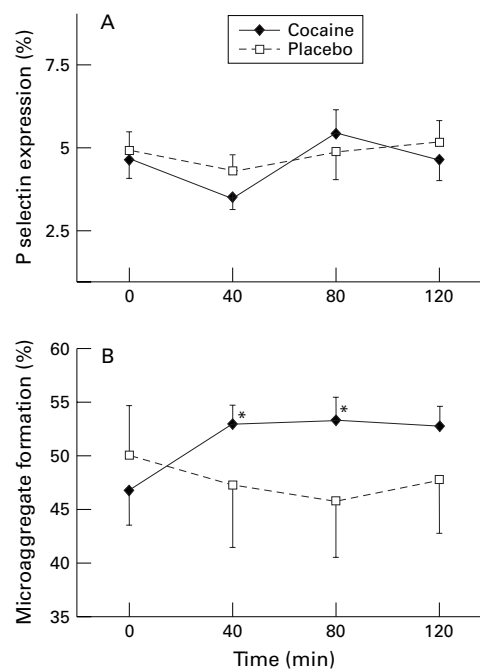 A
Cocaine
Placebo
P selectin expression (%)
7.5
5
2.5
0 40 80 120
B
Microaggregate formation (%)
60
55
50
45
40
35
*
*
0 40 80 120
Time (min)